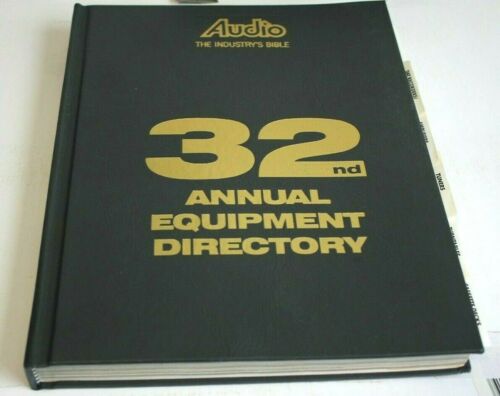 Audio
THE INDUSTRY'S BIBLE
32nd
ANNUAL
EQUIPMENT
DIRECTORY